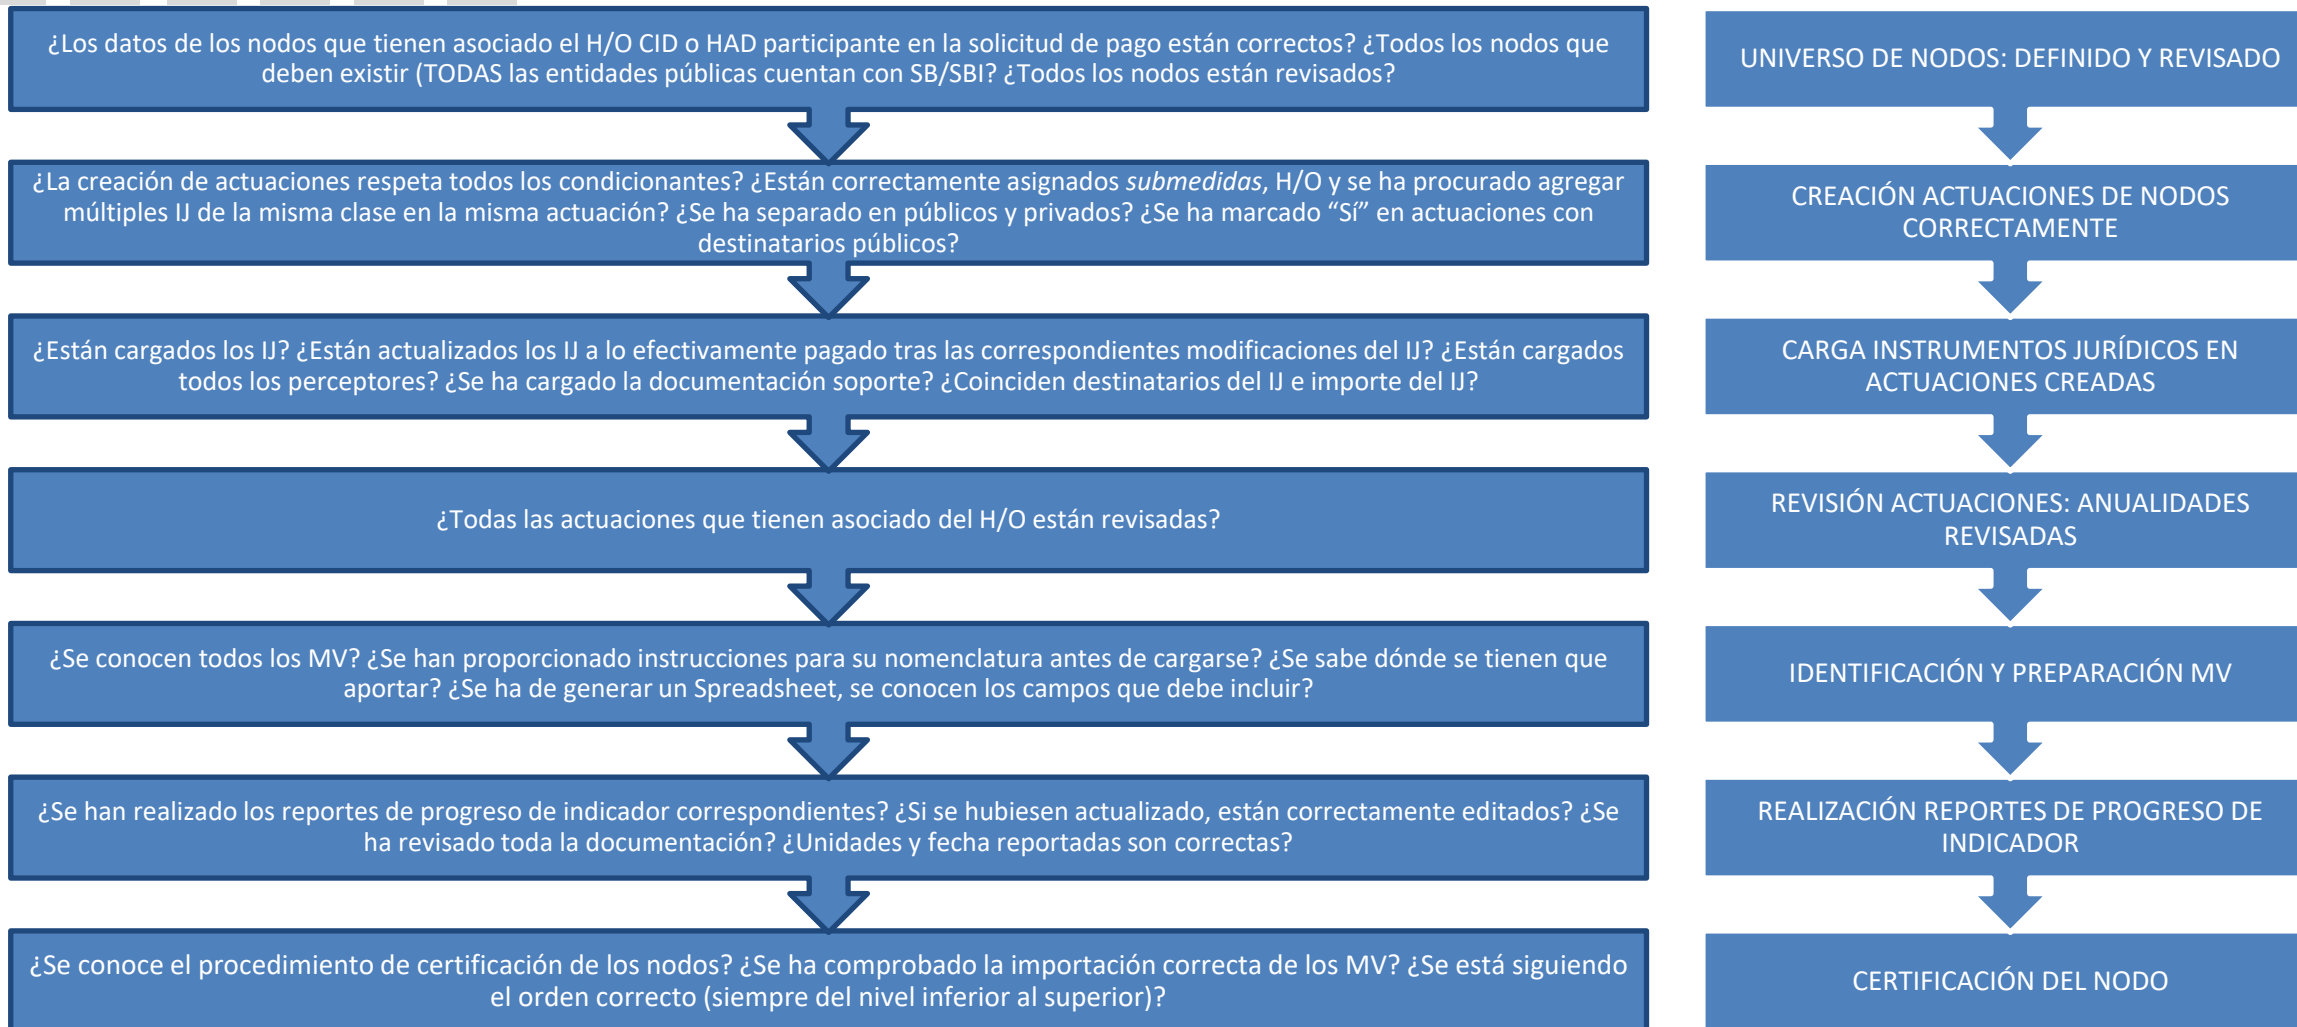 ¿Los datos de los nodos que tienen asociado el H/O CID o HAD participante en la solicitud de pago están correctos? ¿Todos los nodos que
deben existir (TODAS las entidades públicas cuentan con SB/SBI? ¿Todos los nodos están revisados?
UNIVERSO DE NODOS: DEFINIDO Y REVISADO
¿La creación de actuaciones respeta todos los condicionantes? ¿Están correctamente asignados submedidas, H/O y se ha procurado agregar
múltiples IJ de la misma clase en la misma actuación? ¿Se ha separado en públicos y privados? ¿Se ha marcado “Sí” en actuaciones con
destinatarios públicos?
CREACIÓN ACTUACIONES DE NODOS
CORRECTAMENTE
¿Están cargados los IJ? ¿Están actualizados los IJ a lo efectivamente pagado tras las correspondientes modificaciones del IJ? ¿Están cargados
todos los perceptores? ¿Se ha cargado la documentación soporte? ¿Coinciden destinatarios del IJ e importe del IJ?
CARGA INSTRUMENTOS JURÍDICOS EN
ACTUACIONES CREADAS
¿Todas las actuaciones que tienen asociado del H/O están revisadas?
REVISIÓN ACTUACIONES: ANUALIDADES
REVISADAS
¿Se conocen todos los MV? ¿Se han proporcionado instrucciones para su nomenclatura antes de cargarse? ¿Se sabe dónde se tienen que
aportar? ¿Se ha de generar un Spreadsheet, se conocen los campos que debe incluir?
IDENTIFICACIÓN Y PREPARACIÓN MV
¿Se han realizado los reportes de progreso de indicador correspondientes? ¿Si se hubiesen actualizado, están correctamente editados? ¿Se
ha revisado toda la documentación? ¿Unidades y fecha reportadas son correctas?
REALIZACIÓN REPORTES DE PROGRESO DE
INDICADOR
¿Se conoce el procedimiento de certificación de los nodos? ¿Se ha comprobado la importación correcta de los MV? ¿Se está siguiendo
el orden correcto (siempre del nivel inferior al superior)?
CERTIFICACIÓN DEL NODO